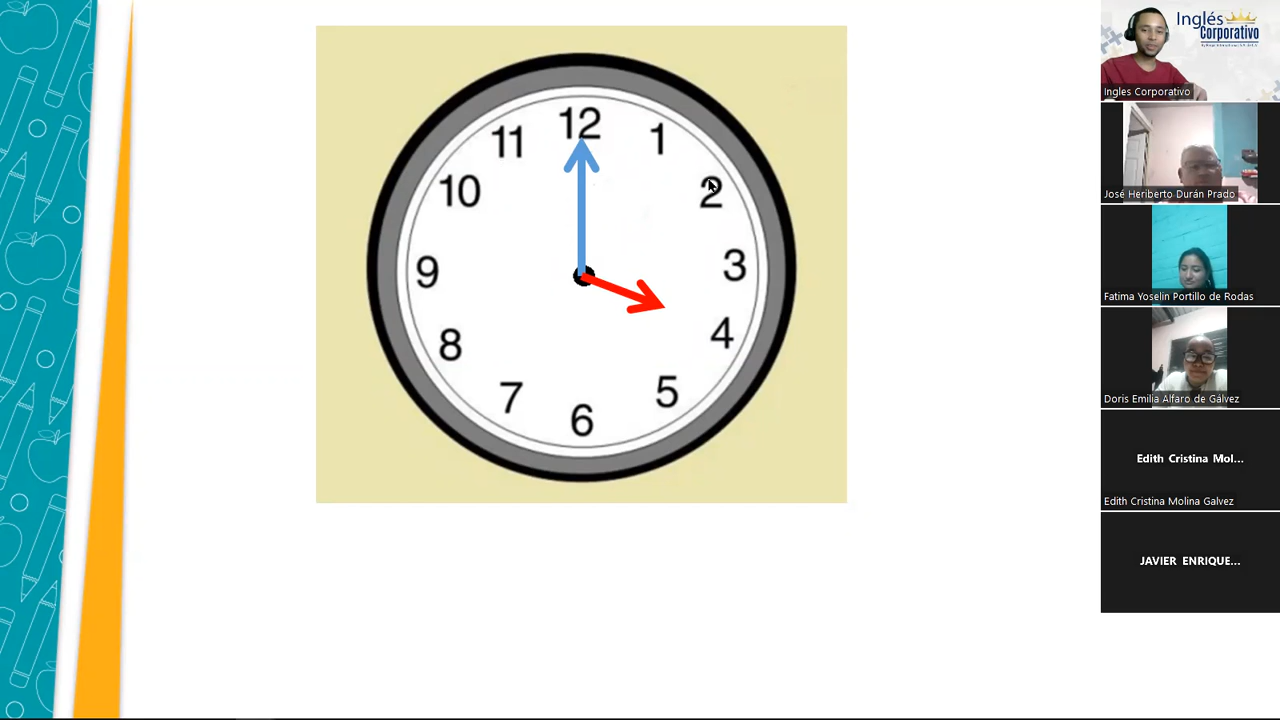 12
11
1
10
2
9
3
8
4
7
5
6
Inglés
Corporativo
Ingles Corporativo
José Heriberto Durán Prado
Fatima Yoselin Portillo de Rodas
Doris Emilia Alfaro de Gálvez
Edith Cristina Mol...
Edith Cristina Molina Galvez
JAVIER ENRIQUE...